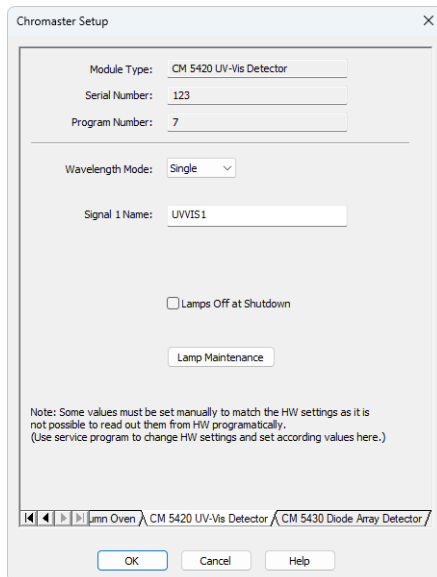 Chromaster Setup
Module Type: CM 5420 UV-Vis Detector
Serial Number: 123
Program Number: 7
Wavelength Mode: Single
Signal 1 Name: UVVIS1
Lamps Off at Shutdown
Lamp Maintenance
Note: Some values must be set manually to match the HW settings as it is
not possible to read out them from HW programatically.
(Use service program to change HW settings and set according values here.)
umn Oven CM 5420 UV-Vis Detector CM 5430 Diode Array Detector
OK Cancel Help